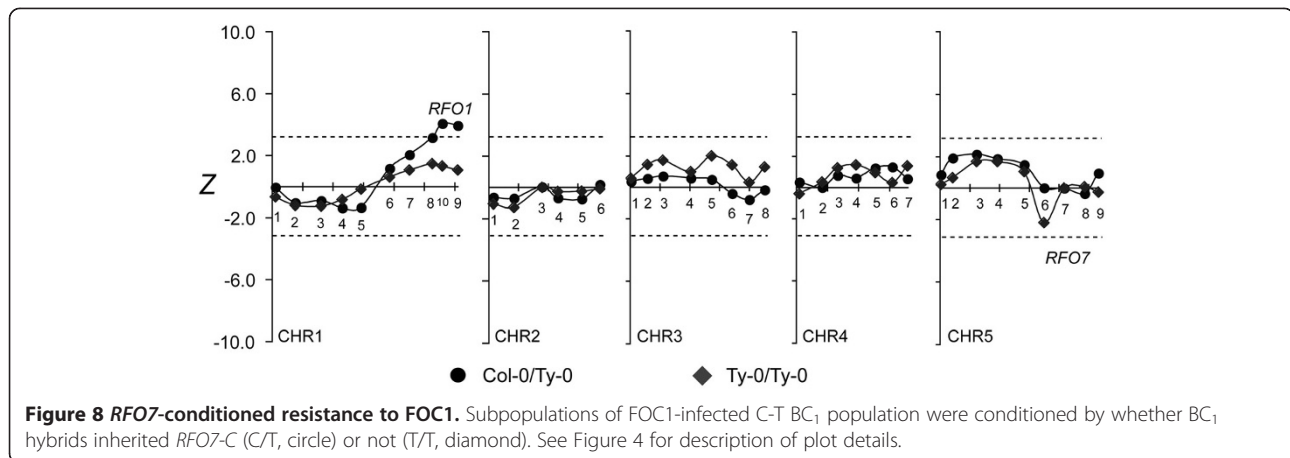 10.0
6.0
2.0
Z
-2.0
-6.0
-10.0
RFO1
1 2 3 4 5 6 7 8 10 9
CHR1
1 2 3 4 5 6
CHR2
1 2 3 4 5 6 7 8
CHR3
1 2 3 4 5 6 7
CHR4
1 2 3 4 5 6 7 8 9
RFO7
CHR5
Col-0/Ty-0 Ty-0/Ty-0
Figure 8 RFO7-conditioned resistance to FOC1. Subpopulations of FOC1-infected C-T BC1 population were conditioned by whether BC1
hybrids inherited RFO7-C (C/T, circle) or not (T/T, diamond). See Figure 4 for description of plot details.